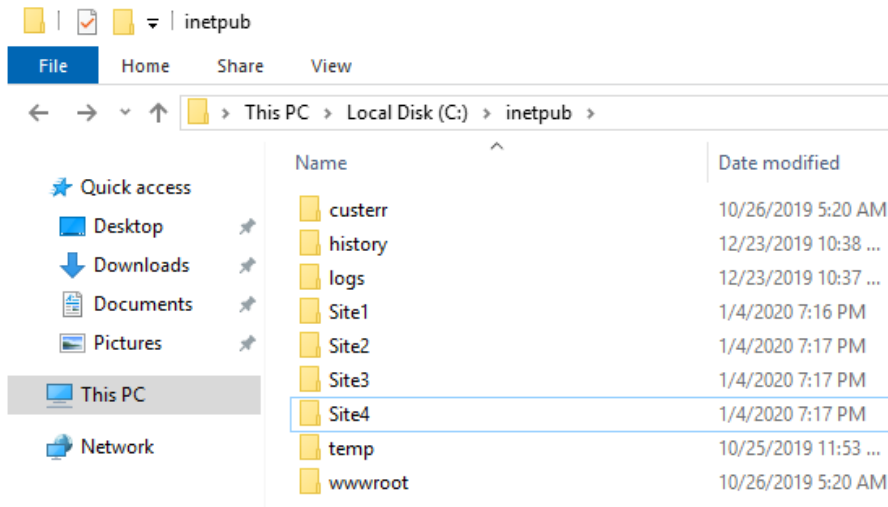 inetpub
File Home Share View
This PC > Local Disk (C:) > inetpub >
Name Date modified
Quick access
Desktop
Downloads
Documents
Pictures
This PC
Network
custerr 10/26/2019 5:20 AM
history 12/23/2019 10:38 ...
logs 12/23/2019 10:37 ...
Site1 1/4/2020 7:16 PM
Site2 1/4/2020 7:17 PM
Site3 1/4/2020 7:17 PM
Site4 1/4/2020 7:17 PM
temp 10/25/2019 11:53 ...
wwwroot 10/26/2019 5:20 AM